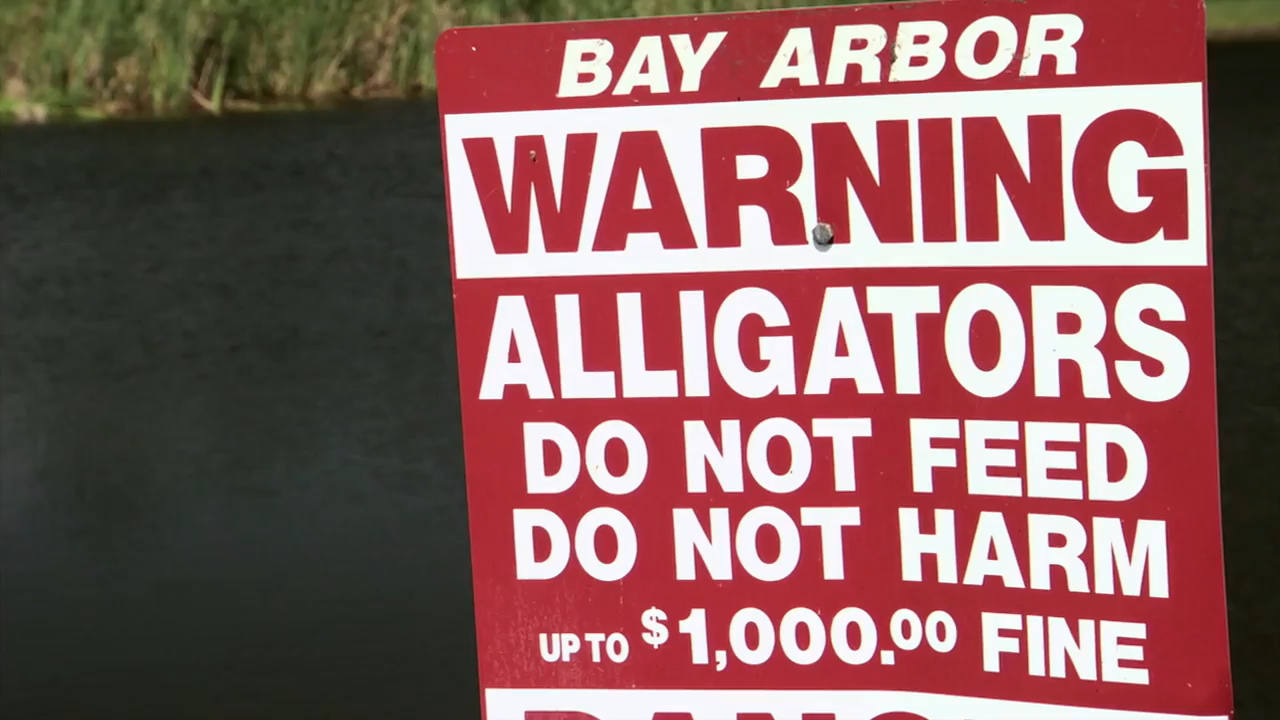 BAY ARBOR
WARNING
ALLIGATORS
DO NOT FEED
DO NOT HARM
UP TO $1,000.00 FINE